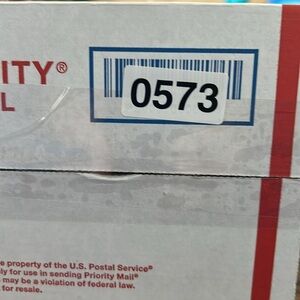 ITY®
L
0573
e property of the U.S. Postal Service®
ly for use in sending Priority Mail®
may be a violation of federal law.
for resale.